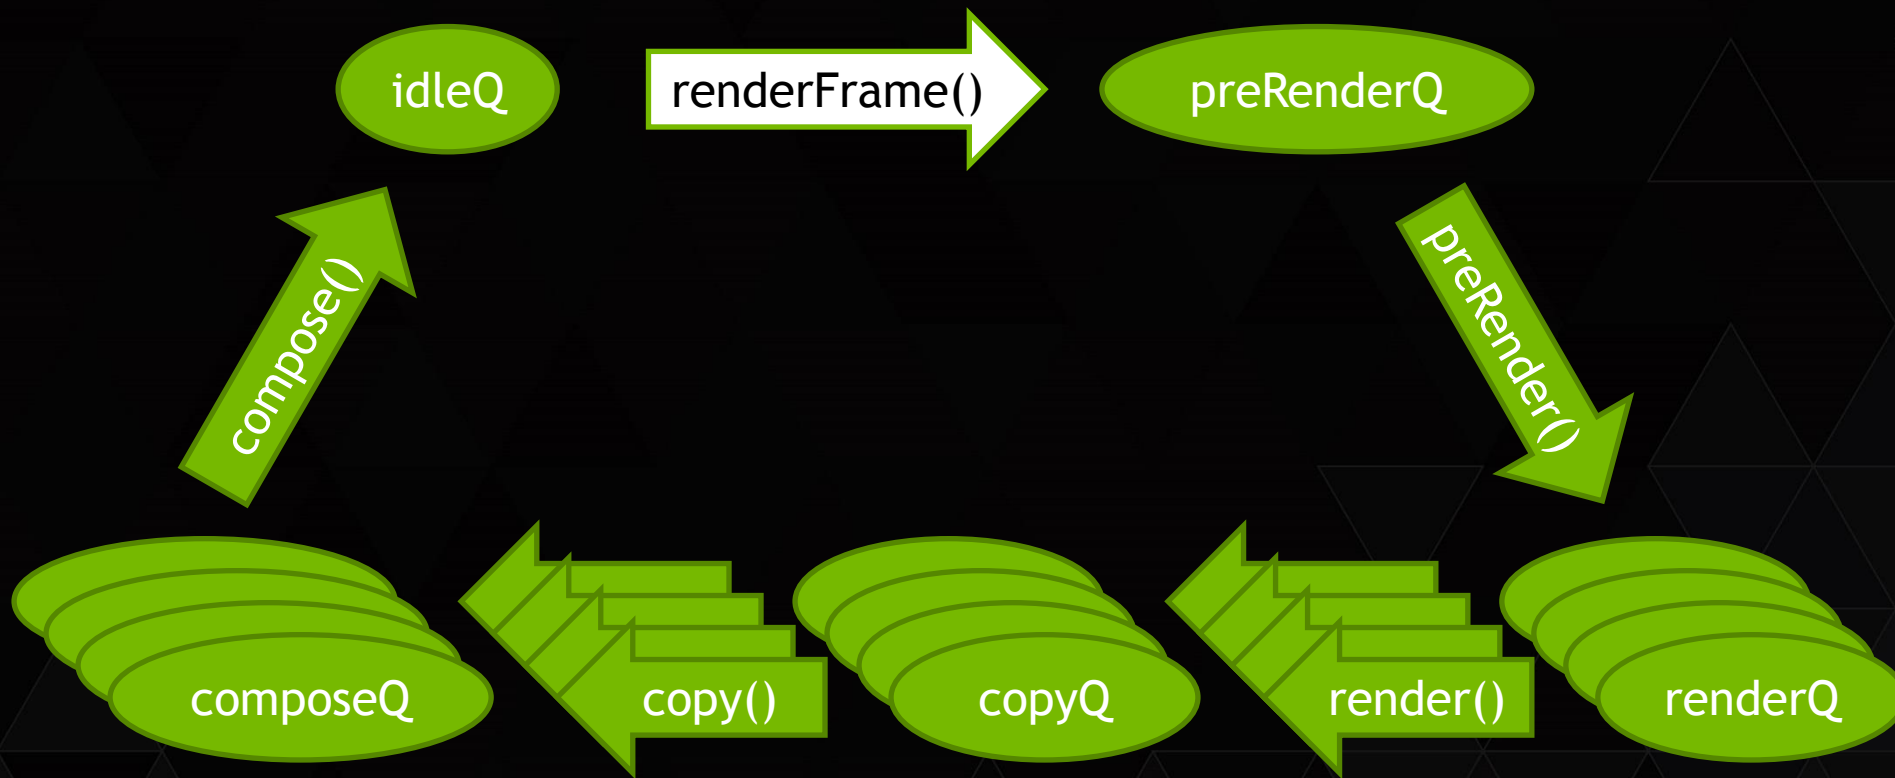 idleQ
renderFrame()
preRenderQ
compose()
preRender()
composeQ
copy()
copyQ
render()
renderQ